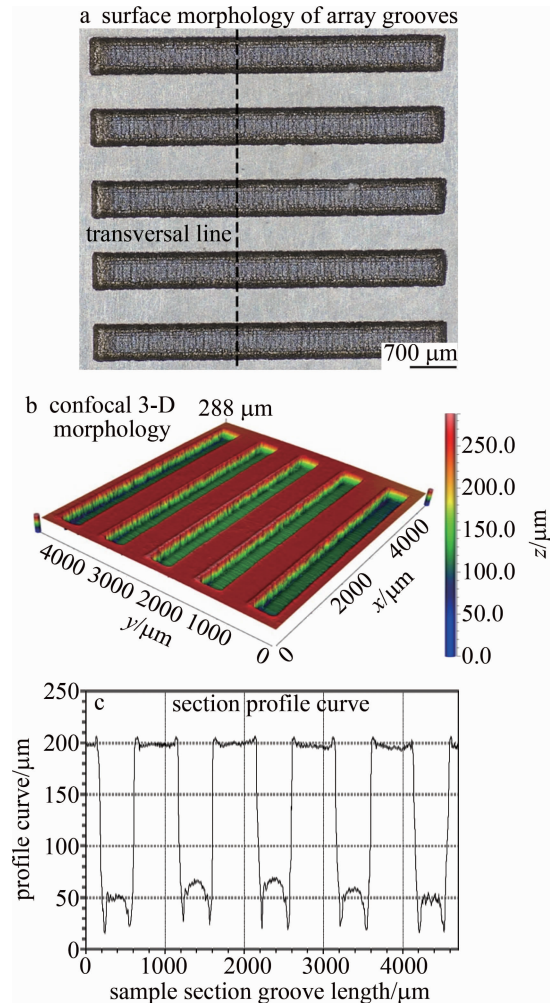 a surface morphology of array grooves
transversal line
700 μm
b confocal 3-D
morphology
288 μm
250.0
200.0
150.0
100.0
50.0
0.0
z/μm
4000
2000
0
x/μm
4000
3000
2000
1000
0
y/μm
c section profile curve
250
200
150
100
50
0
profile curve/μm
0 1000 2000 3000 4000
sample section groove length/μm